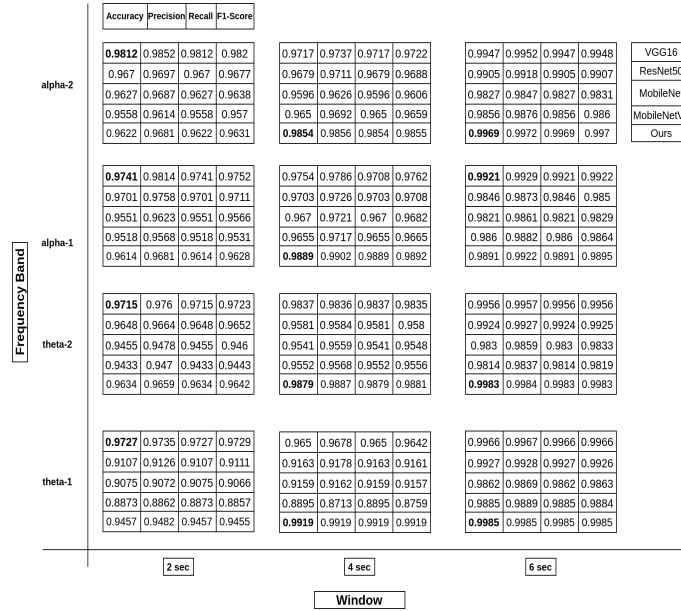 Accuracy Precision Recall F1-Score
0.9812 0.9852 0.9812 0.982 0.9717 0.9737 0.9717 0.9722 0.9947 0.9952 0.9947 0.9948 VGG16
0.967 0.9697 0.967 0.9677 0.9679 0.9711 0.9679 0.9688 0.9905 0.9918 0.9905 0.9907 ResNet50
alpha-2
0.9627 0.9687 0.9627 0.9638 0.9596 0.9626 0.9596 0.9606 0.9827 0.9847 0.9827 0.9831 MobileNet
0.9558 0.9614 0.9558 0.957 0.965 0.9692 0.965 0.9659 0.9856 0.9876 0.9856 0.986 MobileNetV
0.9622 0.9681 0.9622 0.9631 0.9854 0.9856 0.9854 0.9855 0.9969 0.9972 0.9969 0.997 Ours
0.9741 0.9814 0.9741 0.9752 0.9754 0.9786 0.9708 0.9762 0.9921 0.9929 0.9921 0.9922
0.9701 0.9758 0.9701 0.9711 0.9703 0.9726 0.9703 0.9708 0.9846 0.9873 0.9846 0.985
0.9551 0.9623 0.9551 0.9566 0.967 0.9721 0.967 0.9682 0.9821 0.9861 0.9821 0.9829
alpha-1
0.9518 0.9568 0.9518 0.9531 0.9655 0.9717 0.9655 0.9665 0.986 0.9882 0.986 0.9864
0.9614 0.9681 0.9614 0.9628 0.9889 0.9902 0.9889 0.9892 0.9891 0.9922 0.9891 0.9895
Frequency Band
0.9715 0.976 0.9715 0.9723 0.9837 0.9836 0.9837 0.9835 0.9956 0.9957 0.9956 0.9956
0.9648 0.9664 0.9648 0.9652 0.9581 0.9584 0.9581 0.958 0.9924 0.9927 0.9924 0.9925
theta-2
0.9455 0.9478 0.9455 0.946 0.9541 0.9559 0.9541 0.9548 0.983 0.9859 0.983 0.9833
0.9433 0.947 0.9433 0.9443 0.9552 0.9568 0.9552 0.9556 0.9814 0.9837 0.9814 0.9819
0.9634 0.9659 0.9634 0.9642 0.9879 0.9887 0.9879 0.9881 0.9983 0.9984 0.9983 0.9983
0.9727 0.9735 0.9727 0.9729 0.965 0.9678 0.965 0.9642 0.9966 0.9967 0.9966 0.9966
0.9107 0.9126 0.9107 0.9111 0.9163 0.9178 0.9163 0.9161 0.9927 0.9928 0.9927 0.9926
0.9075 0.9072 0.9075 0.9066 0.9159 0.9162 0.9159 0.9157 0.9862 0.9869 0.9862 0.9863
theta-1
0.8873 0.8862 0.8873 0.8857 0.8895 0.8713 0.8895 0.8759 0.9885 0.9889 0.9885 0.9884
0.9457 0.9482 0.9457 0.9455 0.9919 0.9919 0.9919 0.9919 0.9985 0.9985 0.9985 0.9985
2 sec 4 sec 6 sec
Window